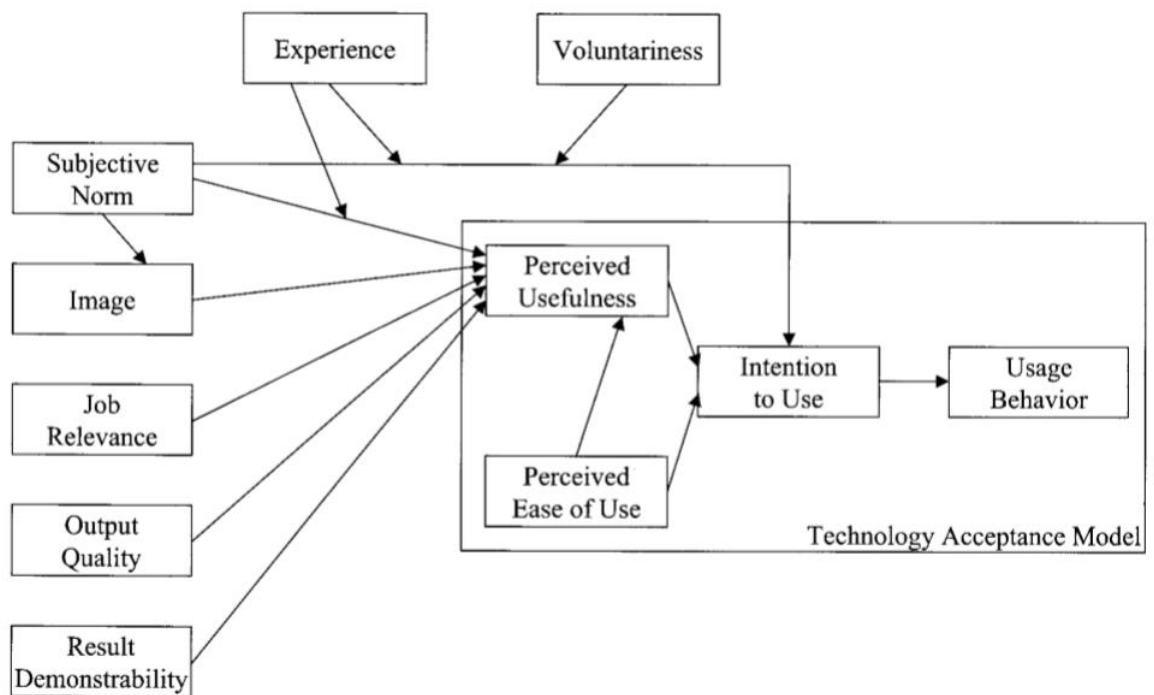 Experience
Voluntariness
Subjective
Norm
Image
Perceived
Usefulness
Job
Relevance
Intention
to Use
Usage
Behavior
Perceived
Ease of Use
Output
Quality
Technology Acceptance Model
Result
Demonstrability